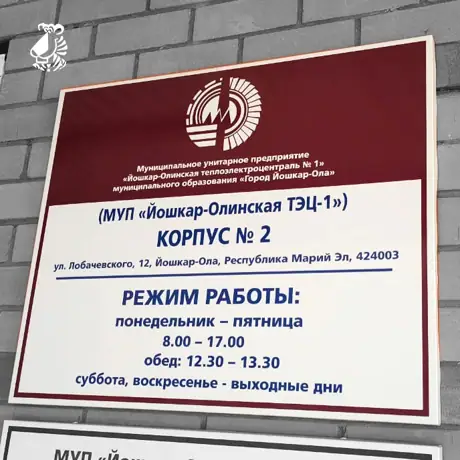 Муниципальное унитарное предприятие
«Йошкар-Олинская теплоэлектроцентраль № 1»
муниципального образования «Город Йошкар-Ола»
(МУП «Йошкар-Олинская ТЭЦ-1»)
КОРПУС № 2
ул. Лобачевского, 12, Йошкар-Ола, Республика Марий Эл, 424003
РЕЖИМ РАБОТЫ:
понедельник – пятница
8.00 – 17.00
обед: 12.30 – 13.30
суббота, воскресенье - выходные дни
МУП